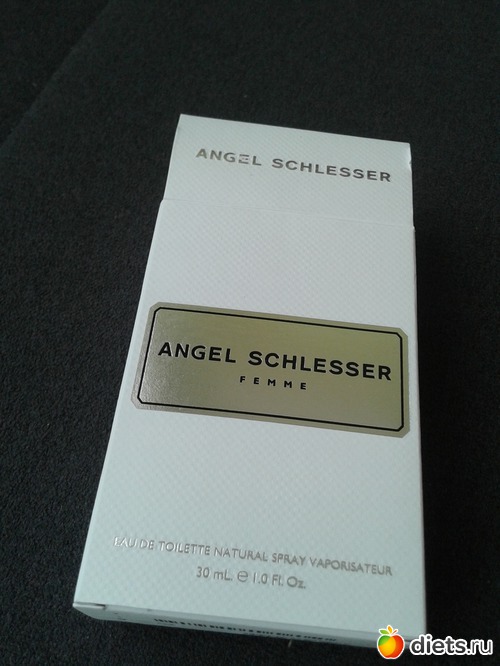 ANGEL SCHLESSER
ANGEL SCHLESSER
FEMME
EAU DE TOILETTE NATURAL SPRAY VAPORISATEUR
30 mL. ℮ 1.0 Fl. Oz.
diets.ru